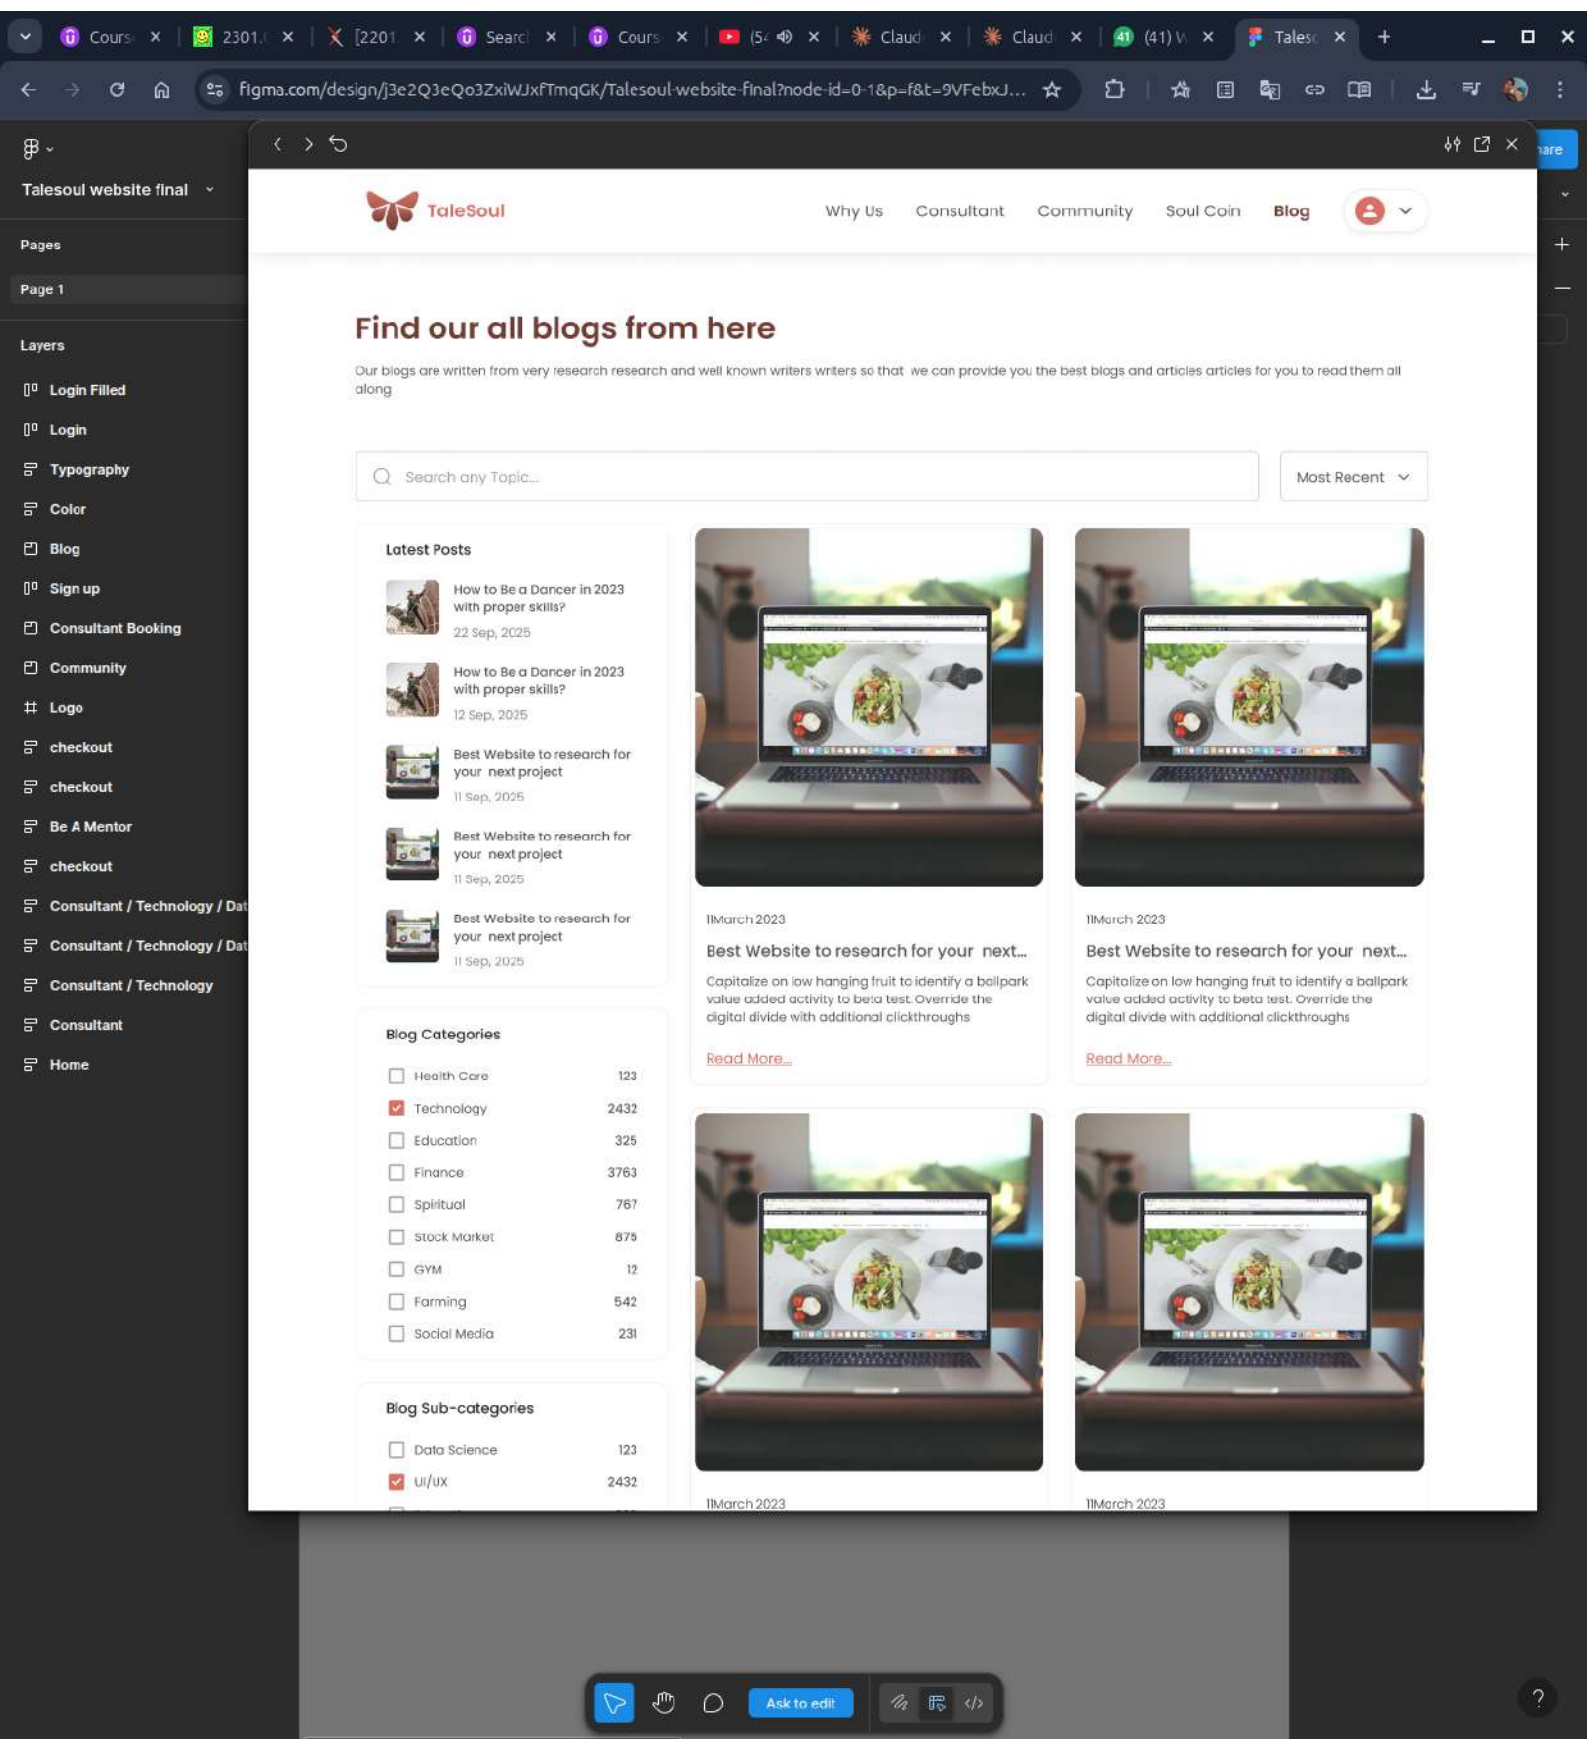 Cours
2301.
[2201
Searc
Cours
(54
Claud
Claud
(41) W
Talesc
figma.com/design/j3e2Q3eQo3ZxiWJxfTmqGK/Talesoul-website-final?node-id=0-1&p=f&t=9VFebxJ...
Talesoul website final
Pages
Page 1
Layers
Login Filled
Login
Typography
Color
Blog
Sign up
Consultant Booking
Community
Logo
checkout
checkout
Be A Mentor
checkout
Consultant / Technology / Dat
Consultant / Technology / Dat
Consultant / Technology
Consultant
Home
TaleSoul
Why Us
Consultant
Community
Soul Coin
Blog
Find our all blogs from here
Our blogs are written from very research research and well known writers writers so that we can provide you the best blogs and articles articles for you to read them all
along
Search any Topic...
Most Recent
Latest Posts
How to Be a Dancer in 2023
with proper skills?
22 Sep, 2025
How to Be a Dancer in 2023
with proper skills?
12 Sep, 2025
Best Website to research for
your next project
11 Sep, 2025
Best Website to research for
your next project
11 Sep, 2025
Best Website to research for
your next project
11 Sep, 2025
Blog Categories
Health Care 123
Technology 2432
Education 325
Finance 3763
Spiritual 767
Stock Market 875
GYM 12
Farming 542
Social Media 231
Blog Sub-categories
Data Science 123
UI/UX 2432
11March 2023
Best Website to research for your next...
Capitalize on low hanging fruit to identify a ballpark
value added activity to beta test. Override the
digital divide with additional clickthroughs
Read More...
11March 2023
Best Website to research for your next...
Capitalize on low hanging fruit to identify a ballpark
value added activity to beta test. Override the
digital divide with additional clickthroughs
Read More...
11March 2023
11March 2023
hare
Ask to edit